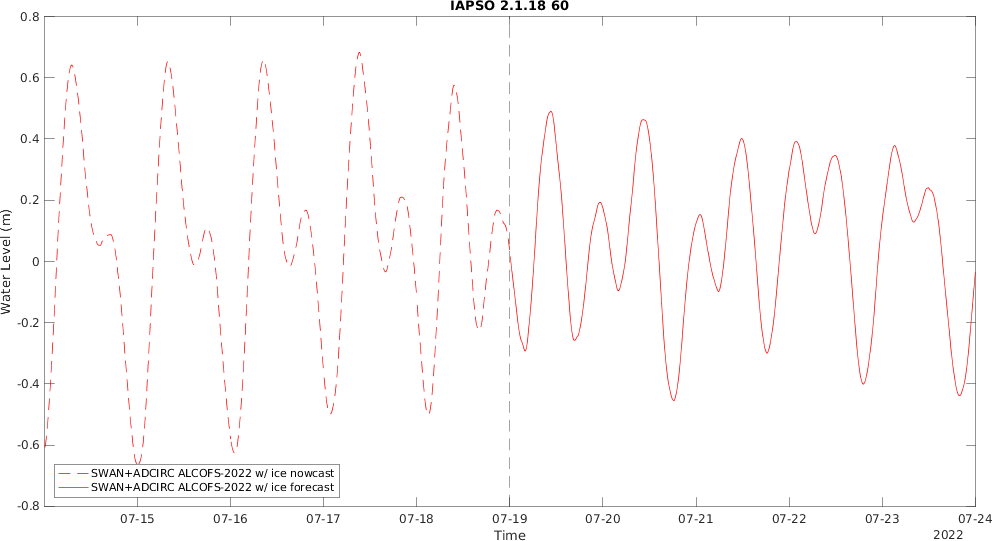 IAPSO 2.1.18 60
0.8
0.6
0.4
0.2
0
-0.2
-0.4
-0.6
-0.8
Water Level (m)
SWAN+ADCIRC ALCOFS-2022 w/ ice nowcast
SWAN+ADCIRC ALCOFS-2022 w/ ice forecast
07-15 07-16 07-17 07-18 07-19 07-20 07-21 07-22 07-23 07-24
Time
2022